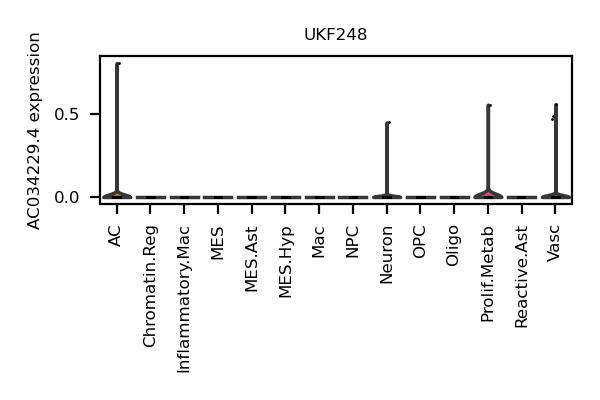 UKF248
AC034229.4 expression
0.5
0.0
AC
Chromatin.Reg
Inflammatory.Mac
MES
MES.Ast
MES.Hyp
Mac
NPC
Neuron
OPC
Oligo
Prolif.Metab
Reactive.Ast
Vasc